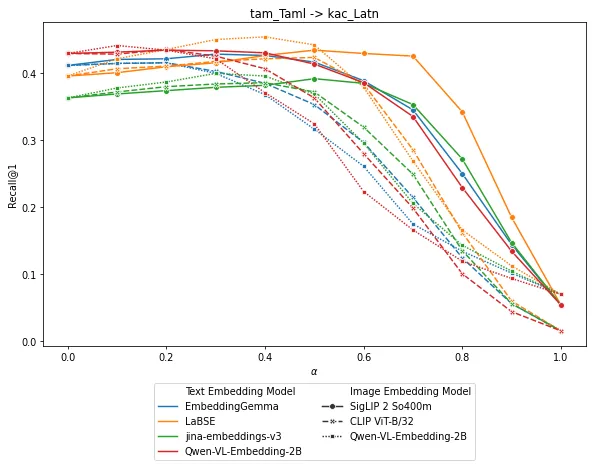 tam_Taml -> kac_Latn
Recall@1
0.4
0.3
0.2
0.1
0.0
0.0 0.2 0.4 0.6 0.8 1.0
α
Text Embedding Model Image Embedding Model
EmbeddingGemma SigLIP 2 So400m
LaBSE CLIP ViT-B/32
jina-embeddings-v3 Qwen-VL-Embedding-2B
Qwen-VL-Embedding-2B